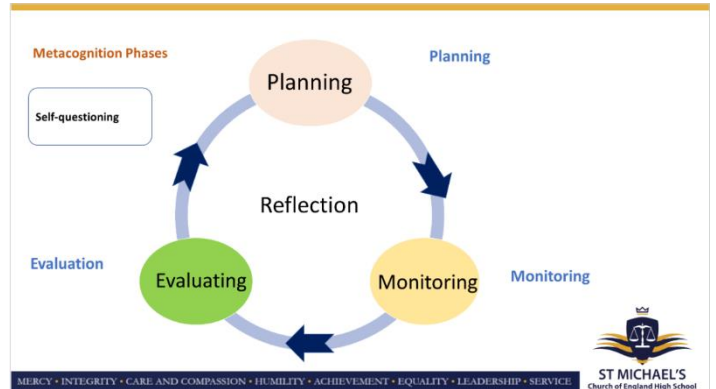 Metacognition Phases
Planning
Planning
Self-questioning
Reflection
Evaluation
Evaluating
Monitoring
Monitoring
MERCY • INTEGRITY • CARE AND COMPASSION • HUMILITY • ACHIEVEMENT • EQUALITY • LEADERSHIP • SERVICE
ST MICHAEL'S
Church of England High School